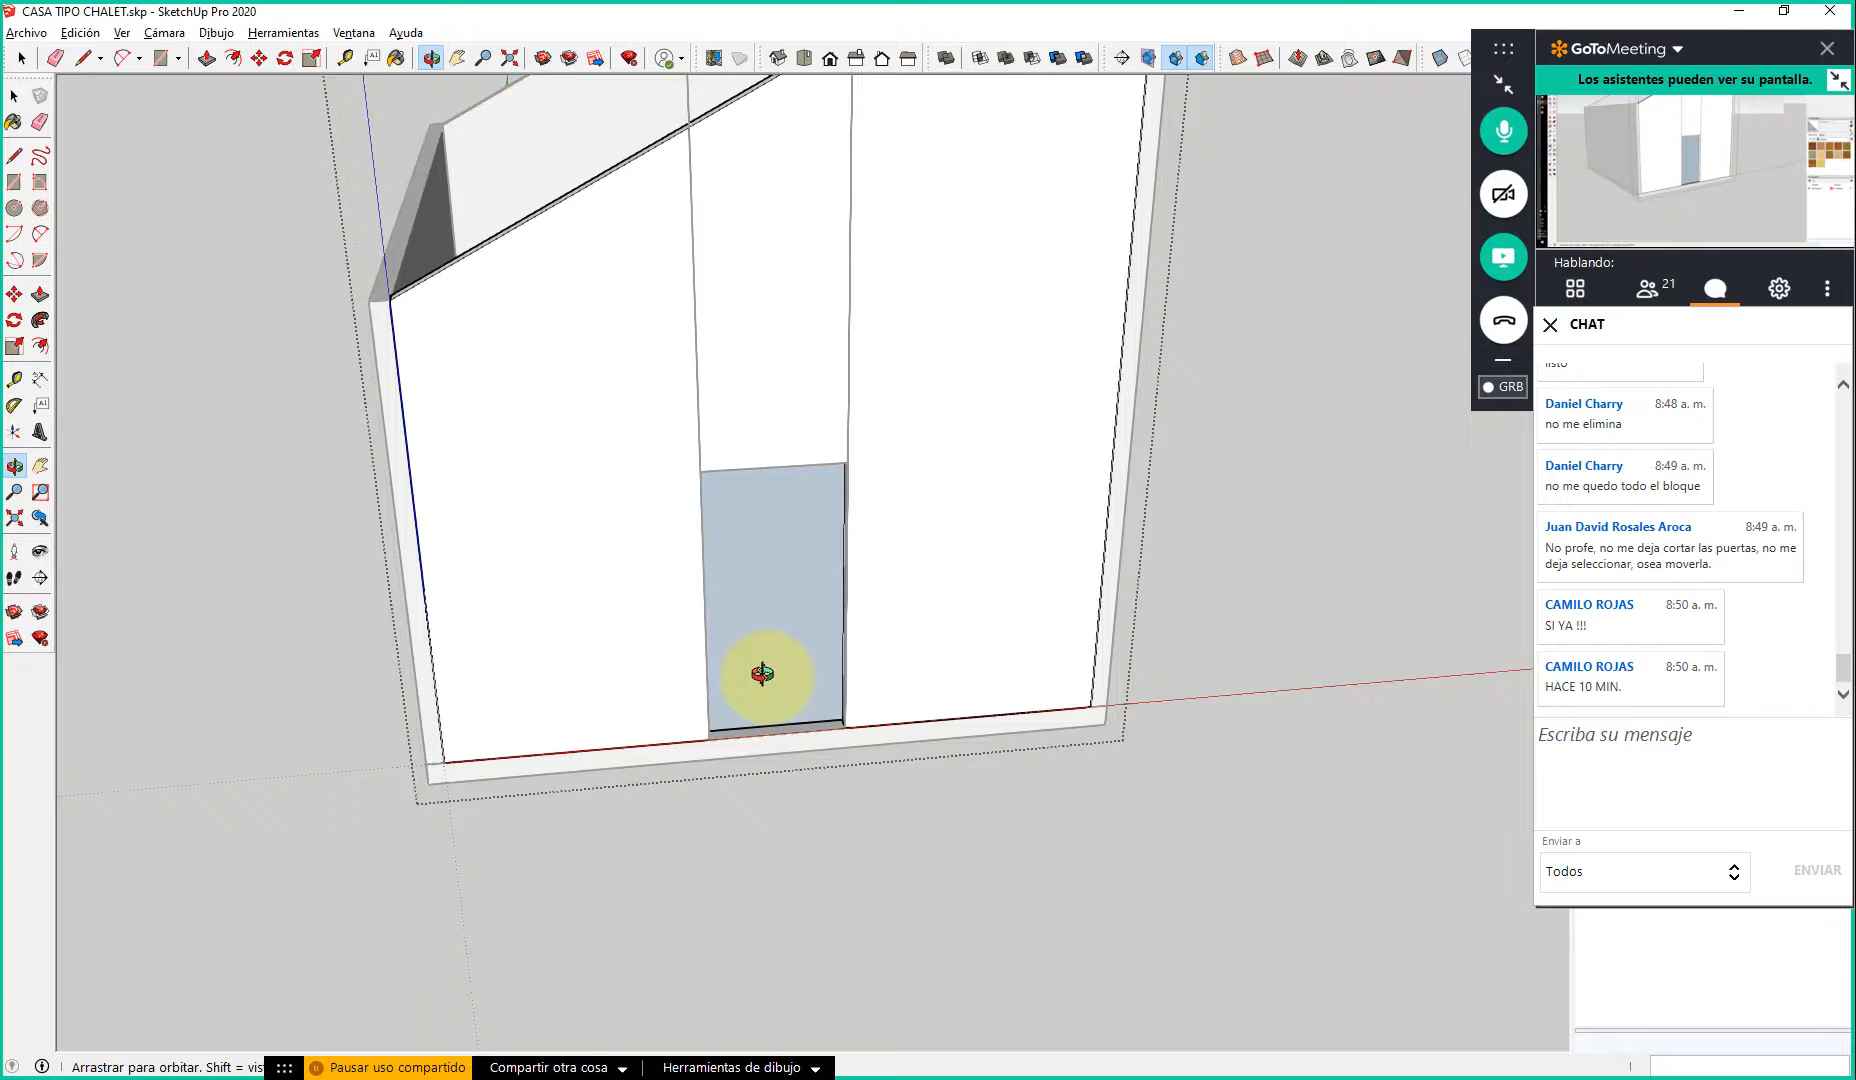 CASA TIPO CHALET.skp - SketchUp Pro 2020
Archivo Edición Ver Cámara Dibujo Herramientas Ventana Ayuda
GoToMeeting
Los asistentes pueden ver su pantalla.
Hablando:
21
GRB
CHAT
listo
Daniel Charry 8:48 a. m.
no me elimina
Daniel Charry 8:49 a. m.
no me quedo todo el bloque
Juan David Rosales Aroca 8:49 a. m.
No profe, no me deja cortar las puertas, no me
deja seleccionar, osea moverla.
CAMILO ROJAS 8:50 a. m.
SI YA !!!
CAMILO ROJAS 8:50 a. m.
HACE 10 MIN.
Escriba su mensaje
Enviar a
Todos
ENVIAR
Arrastrar para orbitar. Shift = vis
Pausar uso compartido
Compartir otra cosa
Herramientas de dibujo